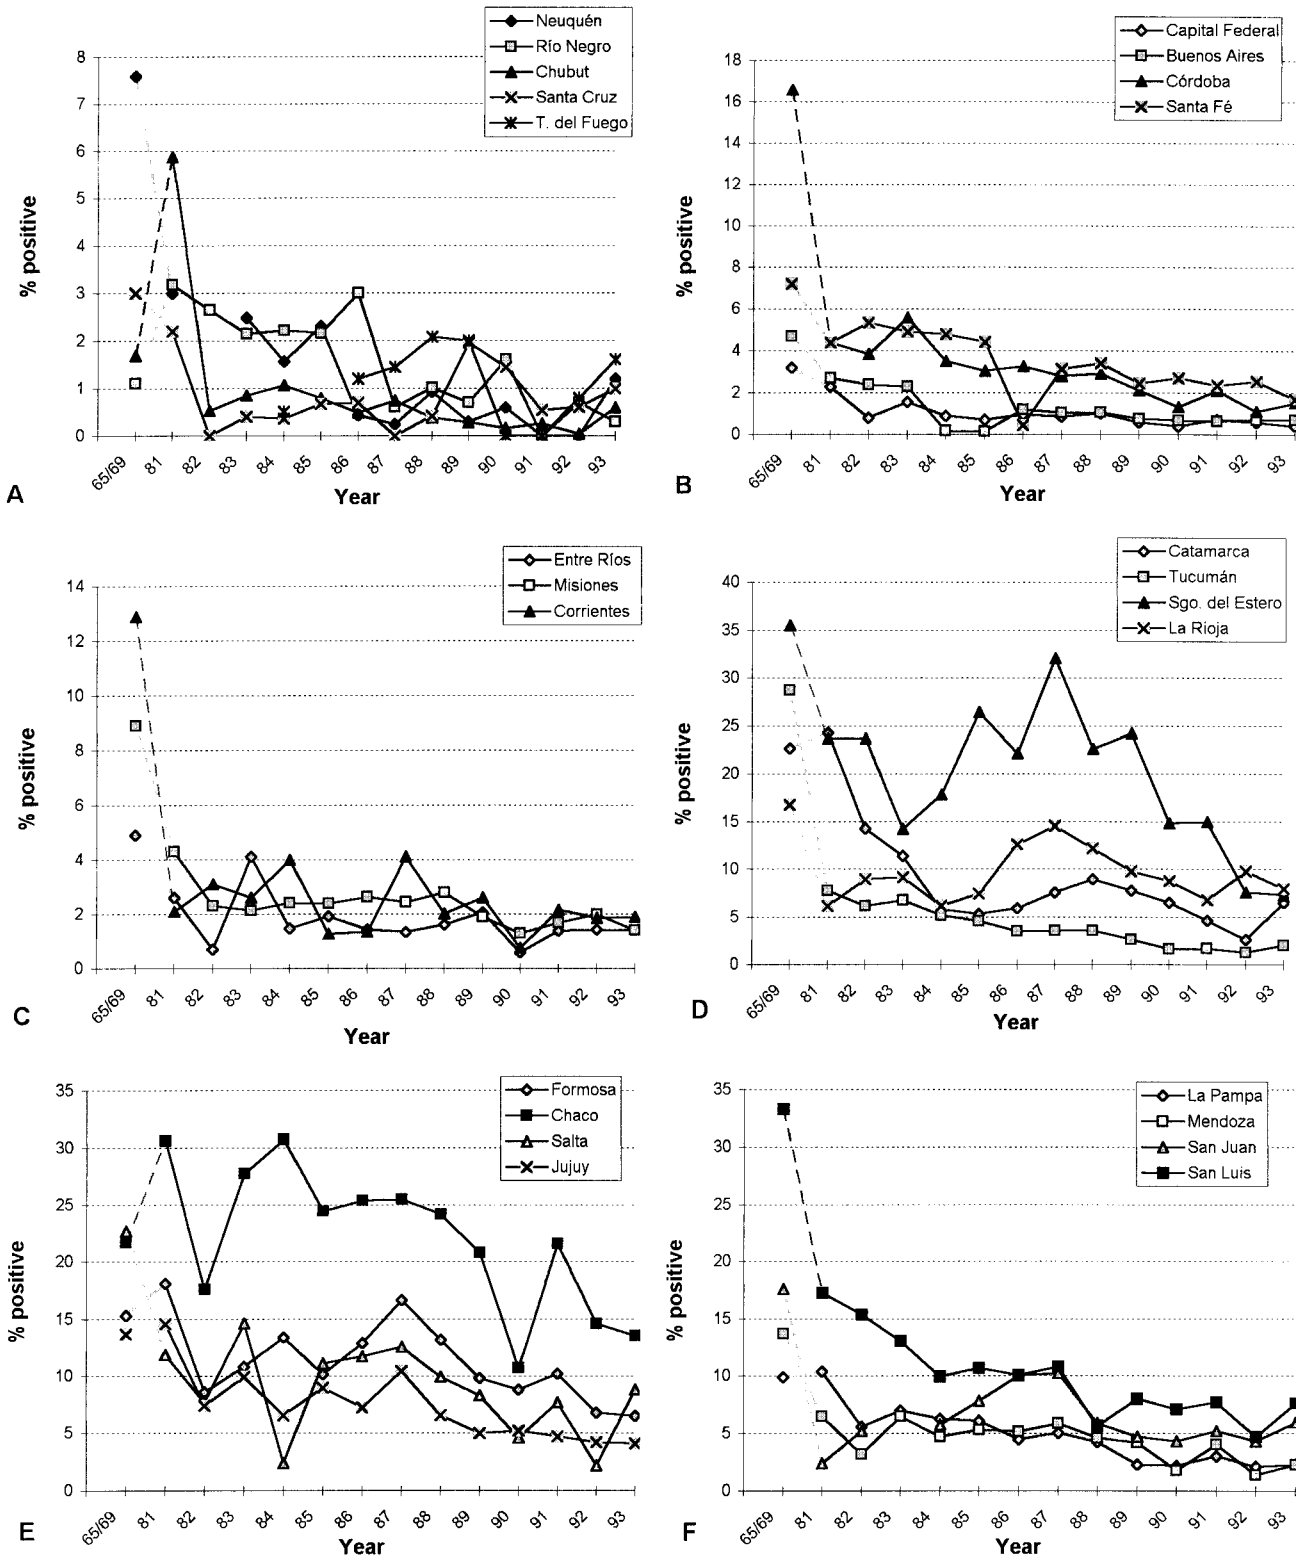 Neuquén
Río Negro
Chubut
Santa Cruz
T. del Fuego
8
7
6
5
4
3
2
1
0
% positive
65/69 81 82 83 84 85 86 87 88 89 90 91 92 93
Year
A
Capital Federal
Buenos Aires
Córdoba
Santa Fé
18
16
14
12
10
8
6
4
2
0
% positive
65/69 81 82 83 84 85 86 87 88 89 90 91 92 93
Year
B
Entre Ríos
Misiones
Corrientes
14
12
10
8
6
4
2
0
% positive
65/69 81 82 83 84 85 86 87 88 89 90 91 92 93
Year
C
Catamarca
Tucumán
Sgo. del Estero
La Rioja
40
35
30
25
20
15
10
5
0
% positive
65/69 81 82 83 84 85 86 87 88 89 90 91 92 93
Year
D
Formosa
Chaco
Salta
Jujuy
35
30
25
20
15
10
5
0
% positive
65/69 81 82 83 84 85 86 87 88 89 90 91 92 93
Year
E
La Pampa
Mendoza
San Juan
San Luis
35
30
25
20
15
10
5
0
% positive
65/69 81 82 83 84 85 86 87 88 89 90 91 92 93
Year
F